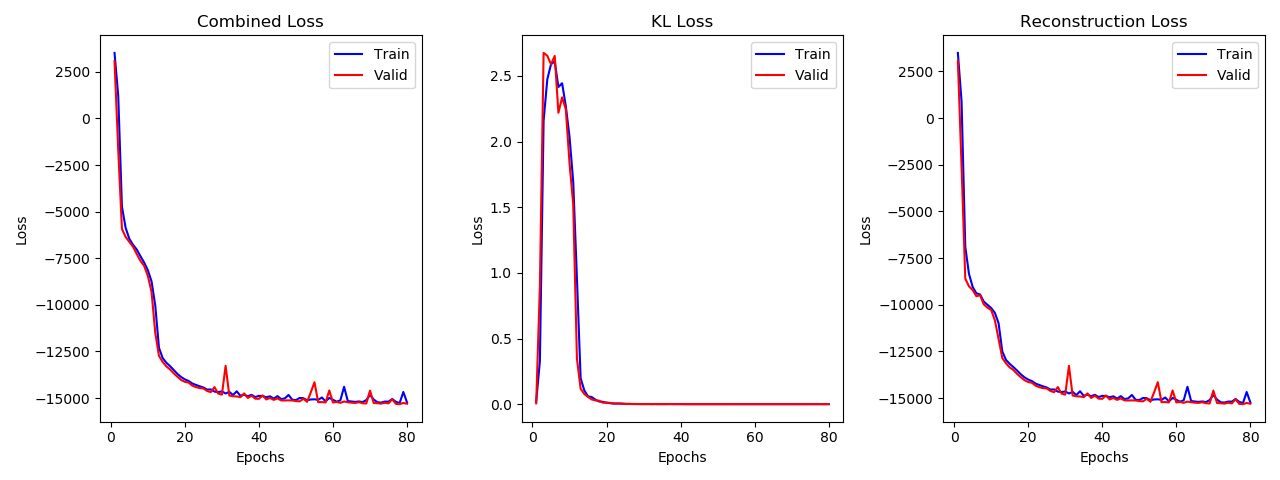 Combined Loss
Train
Valid
2500
0
−2500
−5000
−7500
−10000
−12500
−15000
Loss
0 20 40 60 80
Epochs
KL Loss
Train
Valid
2.5
2.0
1.5
1.0
0.5
0.0
Loss
0 20 40 60 80
Epochs
Reconstruction Loss
Train
Valid
2500
0
−2500
−5000
−7500
−10000
−12500
−15000
Loss
0 20 40 60 80
Epochs